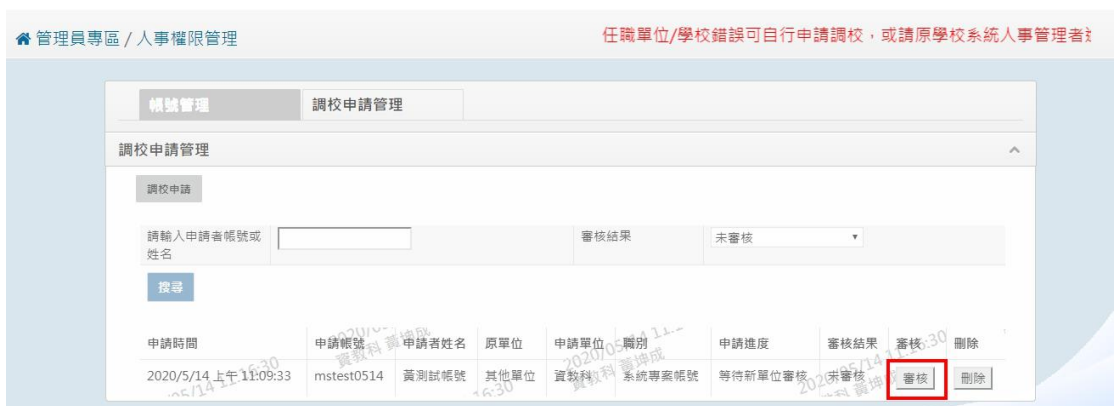 管理員專區 / 人事權限管理
任職單位/學校錯誤可自行申請調校，或請原學校系統人事管理者
帳號管理 調校申請管理
調校申請管理
調校申請
請輸入申請者帳號或姓名 審核結果 未審核
搜尋
申請時間 申請帳號 申請者姓名 原單位 申請單位 職別 申請進度 審核結果 審核 刪除
2020/5/14 上午 11:09:33 mstest0514 黃測試帳號 其他單位 資教科 系統專案帳號 等待新單位審核 未審核 審核 刪除